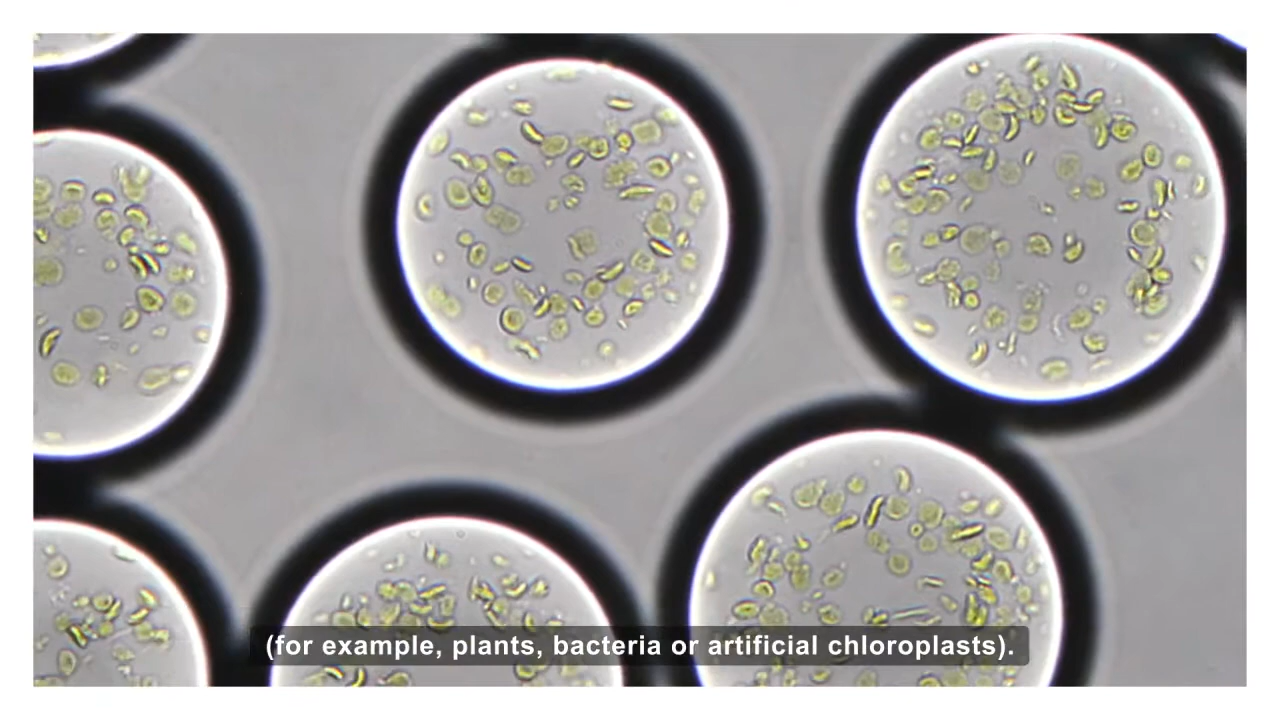 (for example, plants, bacteria or artificial chloroplasts).